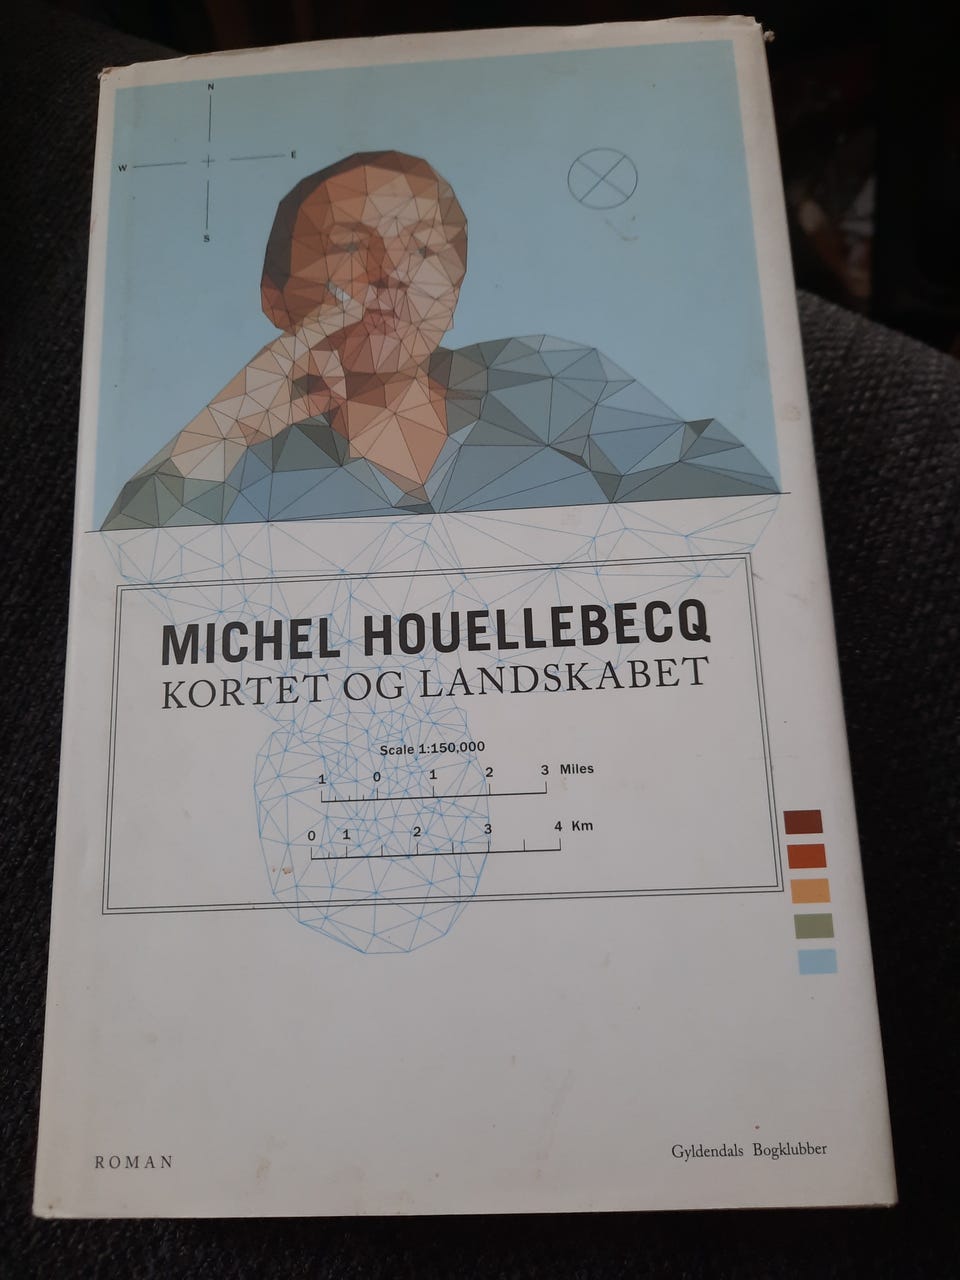 N
W E
S
MICHEL HOUELLEBECQ
KORTET OG LANDSKABET
Scale 1:150,000
1 0 1 2 3 Miles
0 1 2 3 4 Km
ROMAN
Gyldendals Bogklubber